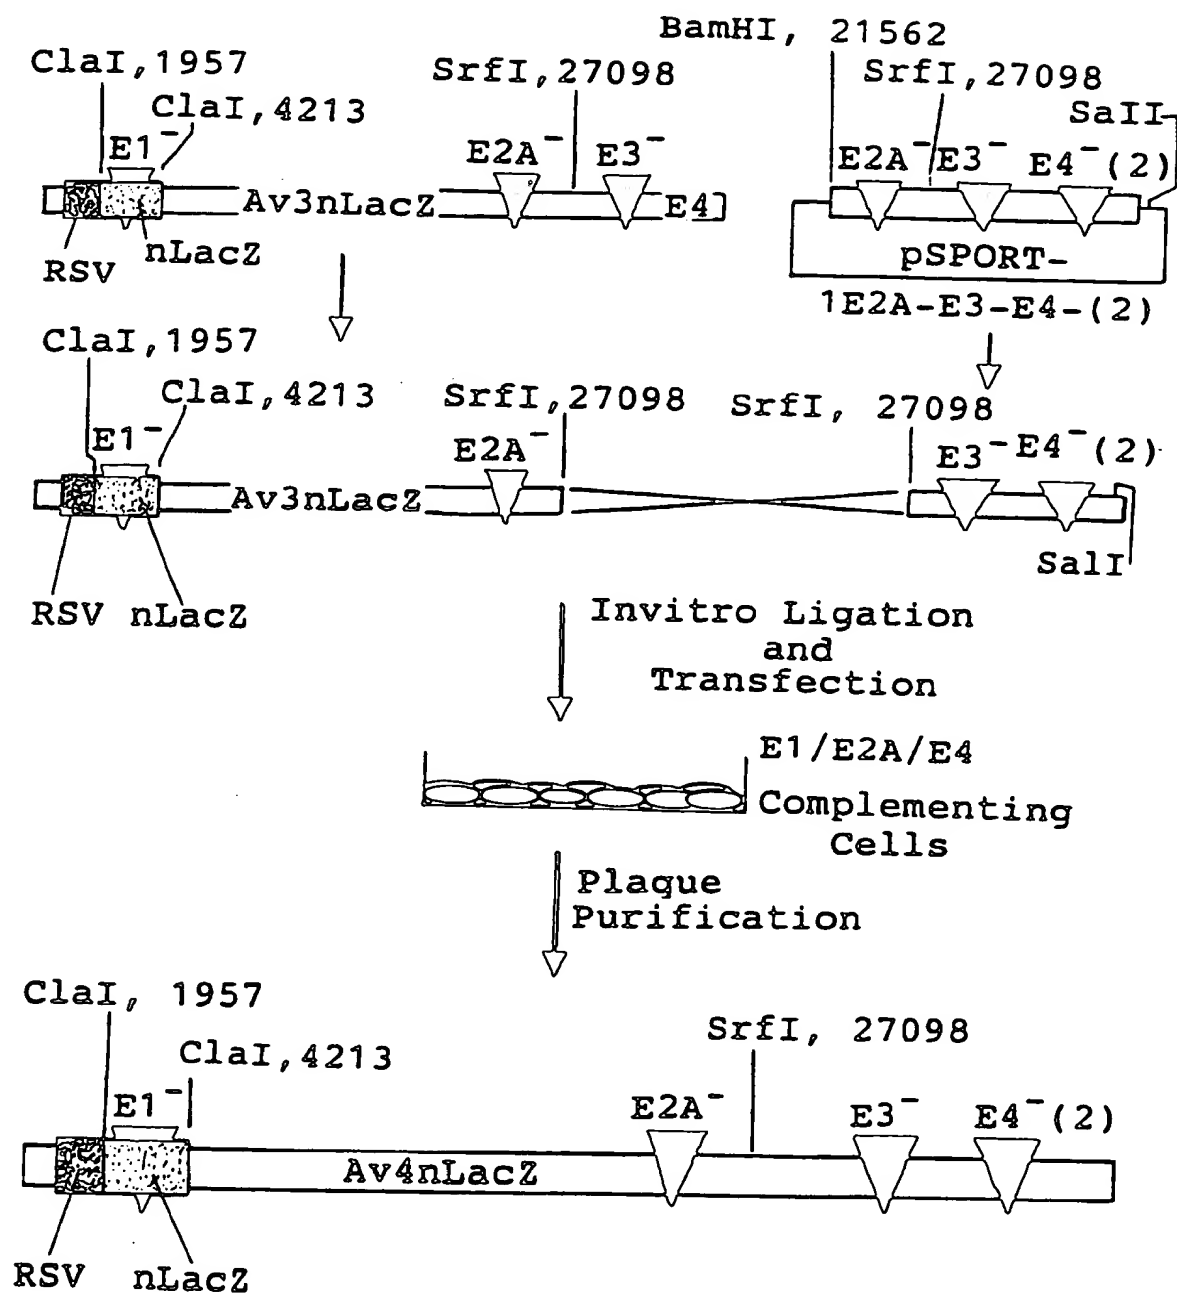 BamHI, 21562
ClaI,1957
SrfI,27098
SrfI,27098
ClaI,4213
SaII
E1-
E2A-
E3-
E2A-
E3-
E4-(2)
Av3nLacZ
E4
nLacZ
RSV
pSPORT-
1E2A-E3-E4-(2)
ClaI,1957
ClaI,4213
SrfI,27098
SrfI, 27098
E1-
E2A-
E3-
E4-(2)
Av3nLacZ
SalI
RSV
nLacZ
Invitro Ligation
and
Transfection
E1/E2A/E4
Complementing
Cells
Plaque
Purification
ClaI, 1957
SrfI, 27098
ClaI,4213
E1-
E2A-
E3-
E4-(2)
Av4nLacZ
RSV
nLacZ